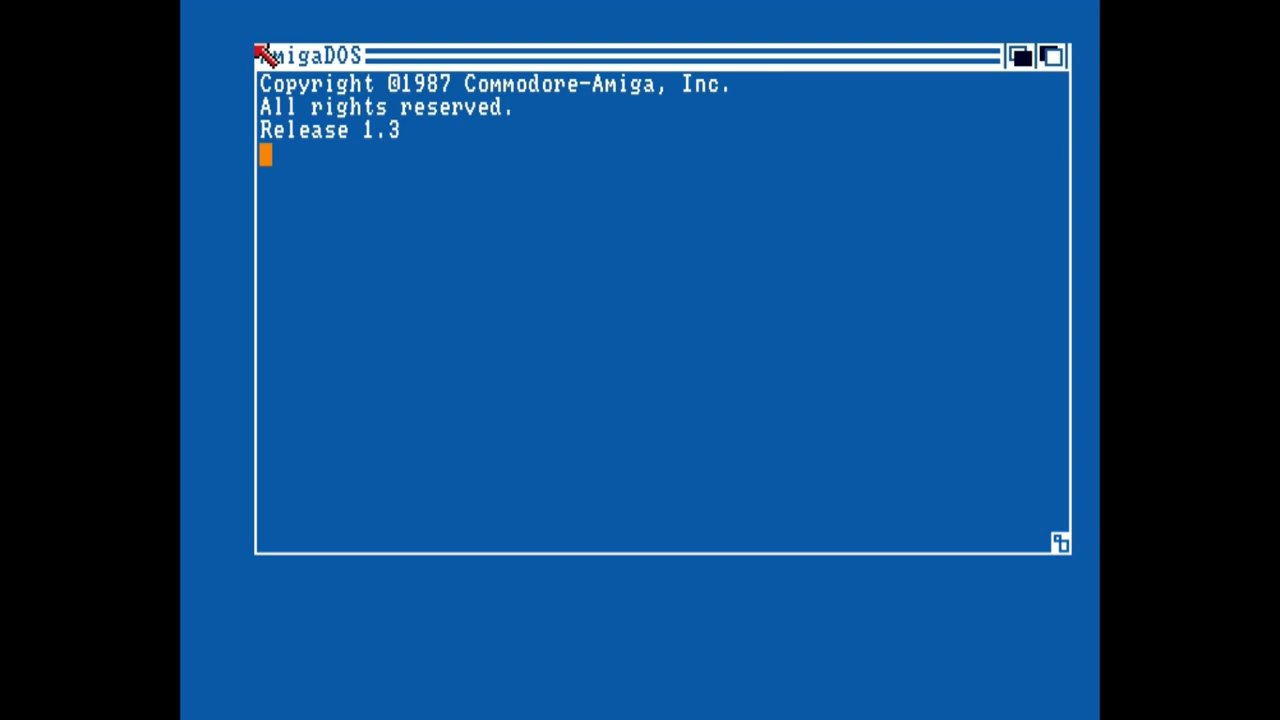 AmigaDOS
Copyright ©1987 Commodore-Amiga, Inc.
All rights reserved.
Release 1.3